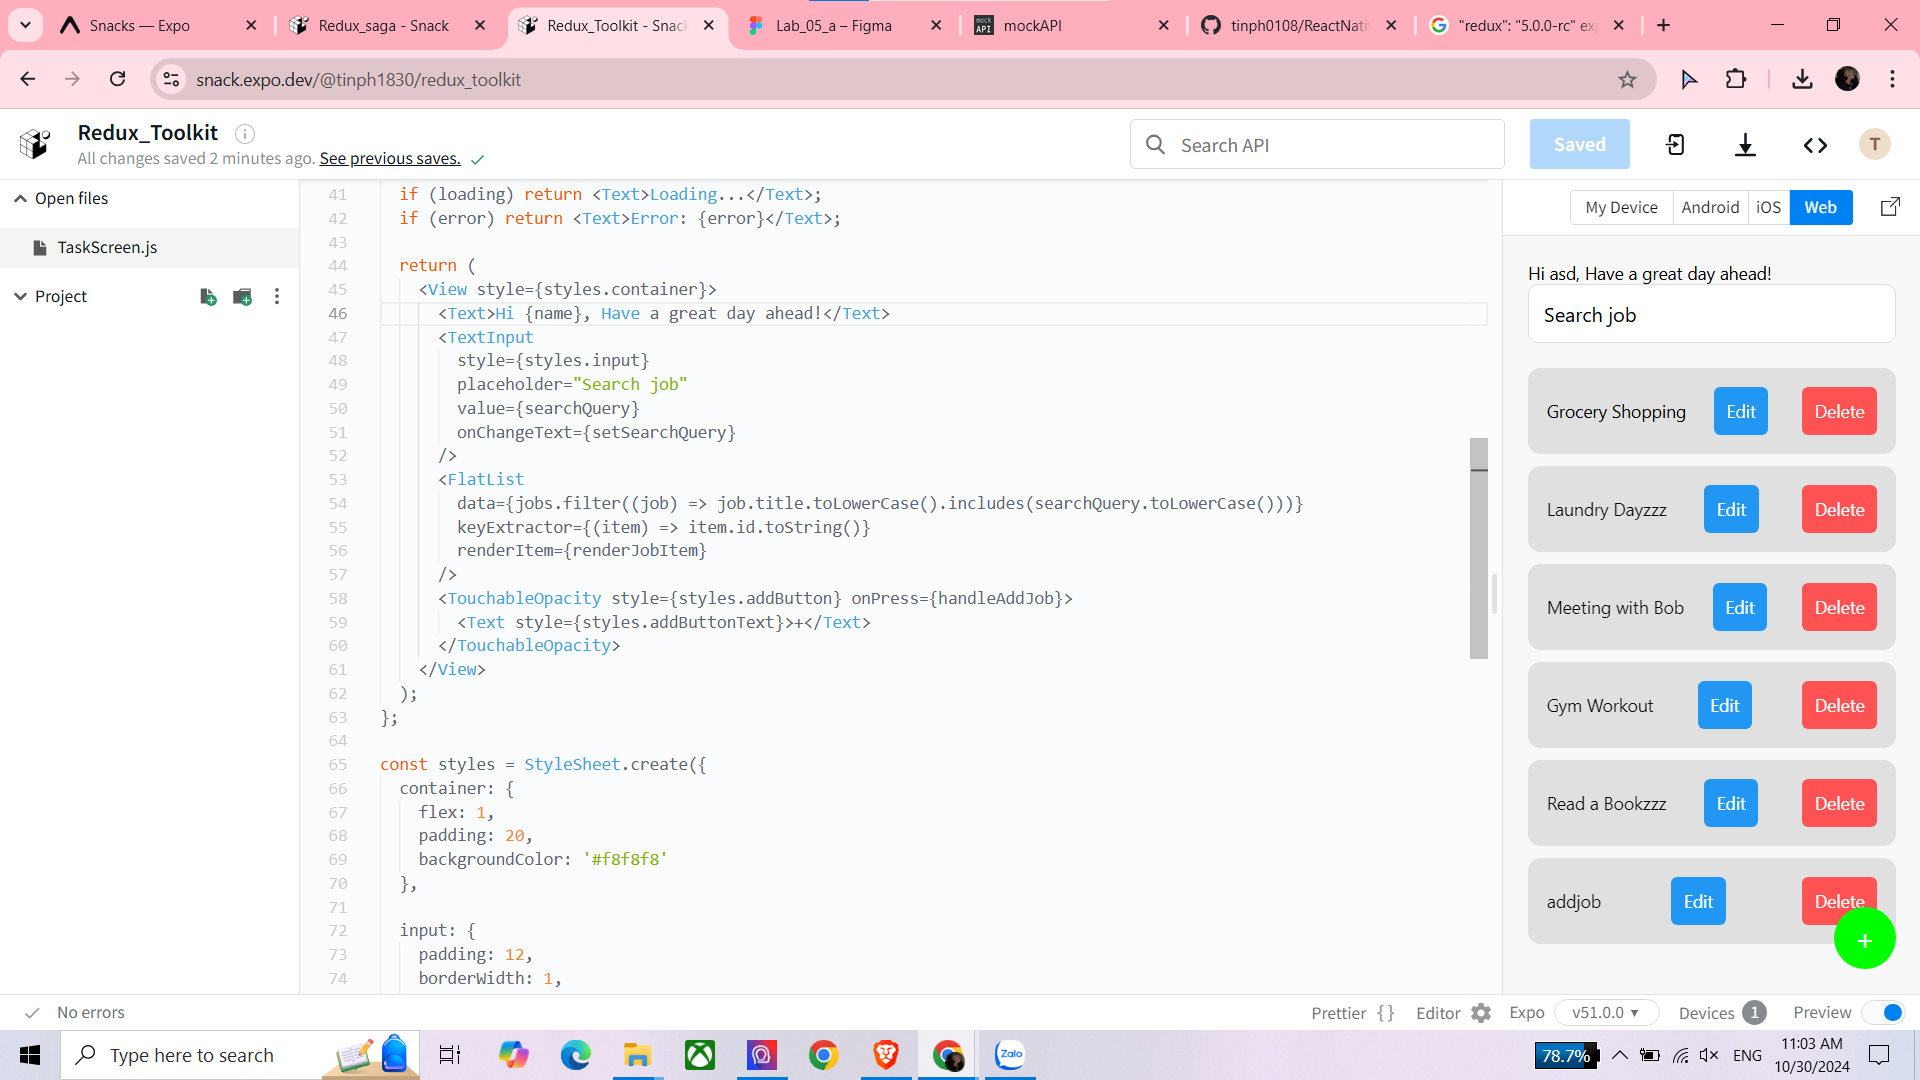 Snacks — Expo
Redux_saga - Snack
Redux_Toolkit - Snack
Lab_05_a – Figma
mock API
mockAPI
tinph0108/ReactNati
"redux": "5.0.0-rc" ex
snack.expo.dev/@tinph1830/redux_toolkit
Redux_Toolkit
All changes saved 2 minutes ago. See previous saves.
Search API
Saved
T
Open files
TaskScreen.js
Project
41 if (loading) return <Text>Loading...</Text>;
42 if (error) return <Text>Error: {error}</Text>;
43
44 return (
45 <View style={styles.container}>
46 <Text>Hi {name}, Have a great day ahead!</Text>
47 <TextInput
48 style={styles.input}
49 placeholder="Search job"
50 value={searchQuery}
51 onChangeText={setSearchQuery}
52 />
53 <FlatList
54 data={jobs.filter((job) => job.title.toLowerCase().includes(searchQuery.toLowerCase()))}
55 keyExtractor={(item) => item.id.toString()}
56 renderItem={renderJobItem}
57 />
58 <TouchableOpacity style={styles.addButton} onPress={handleAddJob}>
59 <Text style={styles.addButtonText}>+</Text>
60 </TouchableOpacity>
61 </View>
62 );
63 };
64
65 const styles = StyleSheet.create({
66 container: {
67 flex: 1,
68 padding: 20,
69 backgroundColor: '#f8f8f8'
70 },
71
72 input: {
73 padding: 12,
74 borderWidth: 1,
My Device
Android
iOS
Web
Hi asd, Have a great day ahead!
Search job
Grocery Shopping Edit Delete
Laundry Dayzzz Edit Delete
Meeting with Bob Edit Delete
Gym Workout Edit Delete
Read a Bookzzz Edit Delete
addjob Edit Delete
+
No errors
Prettier {}
Editor
Expo v51.0.0
Devices 1
Preview
Type here to search
Zalo
78.7%
ENG
11:03 AM
10/30/2024